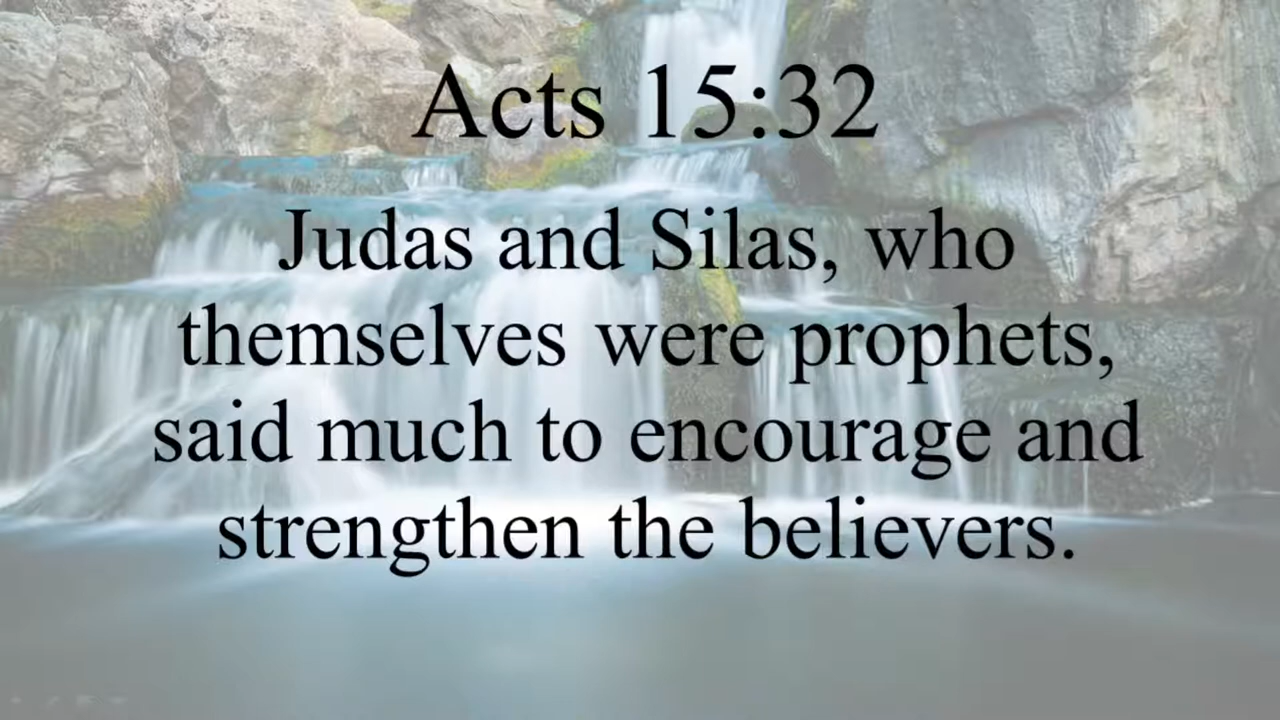 Acts 15:32
Judas and Silas, who
themselves were prophets,
said much to encourage and
strengthen the believers.